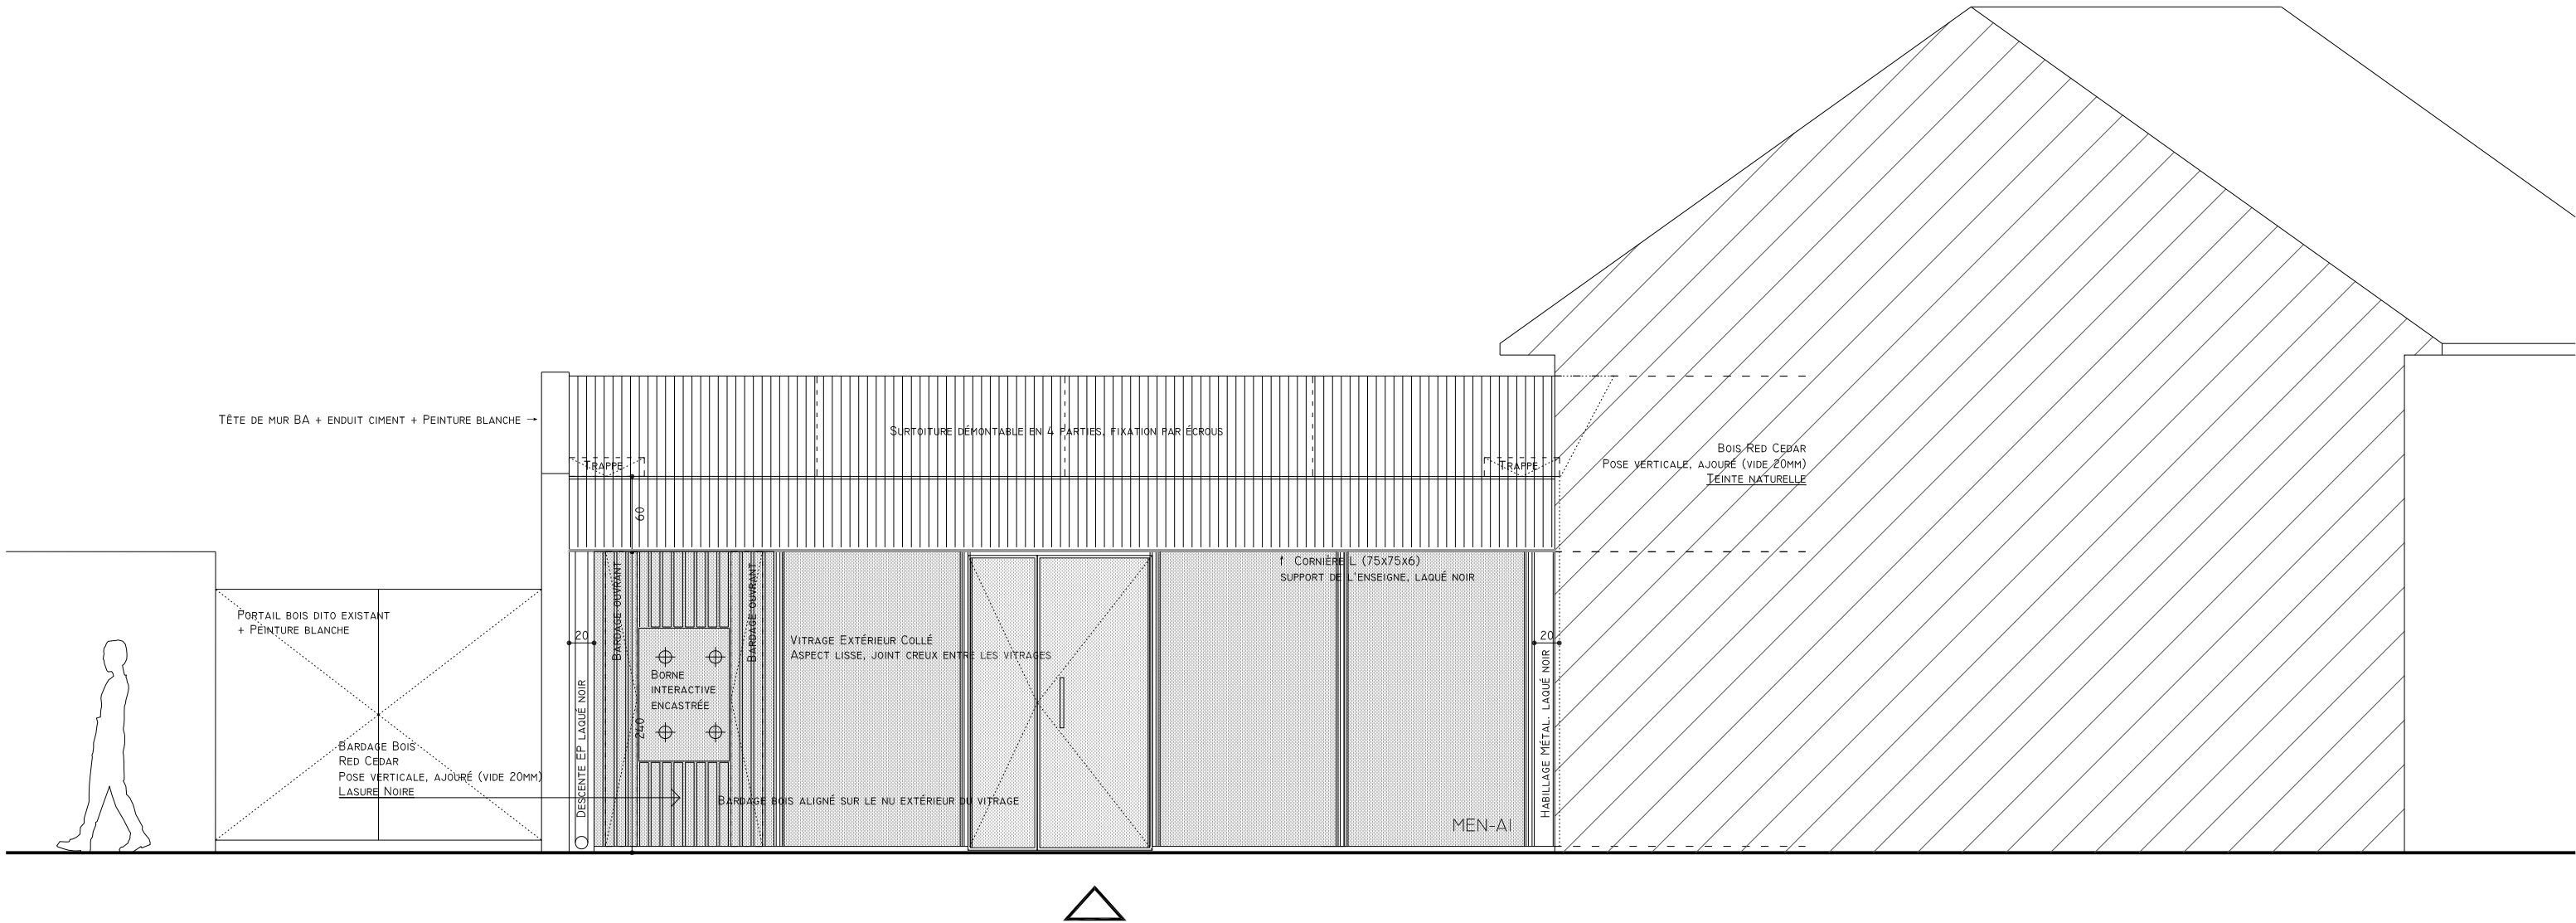 Tête de mur BA + enduit ciment + Peinture blanche →
Surtoiture démontable en 4 parties, fixation par écrous
Trappe
Trappe
Bois Red Cedar
Pose verticale, ajouré (vide 20mm)
Teinte naturelle
60
↑ Cornière L (75x75x6)
support de l'enseigne, laqué noir
Portail bois dito existant
+ Peinture blanche
20
Bardage ouvrant
Bardage ouvrant
Vitrage Extérieur Collé
Aspect lisse, joint creux entre les vitrages
20
Borne
interactive
encastrée
240
Descente EP laqué noir
Habillage Métal. laqué noir
Bardage Bois
Red Cedar
Pose verticale, ajouré (vide 20mm)
Lasure Noire
Bardage bois aligné sur le nu extérieur du vitrage
MEN-AI